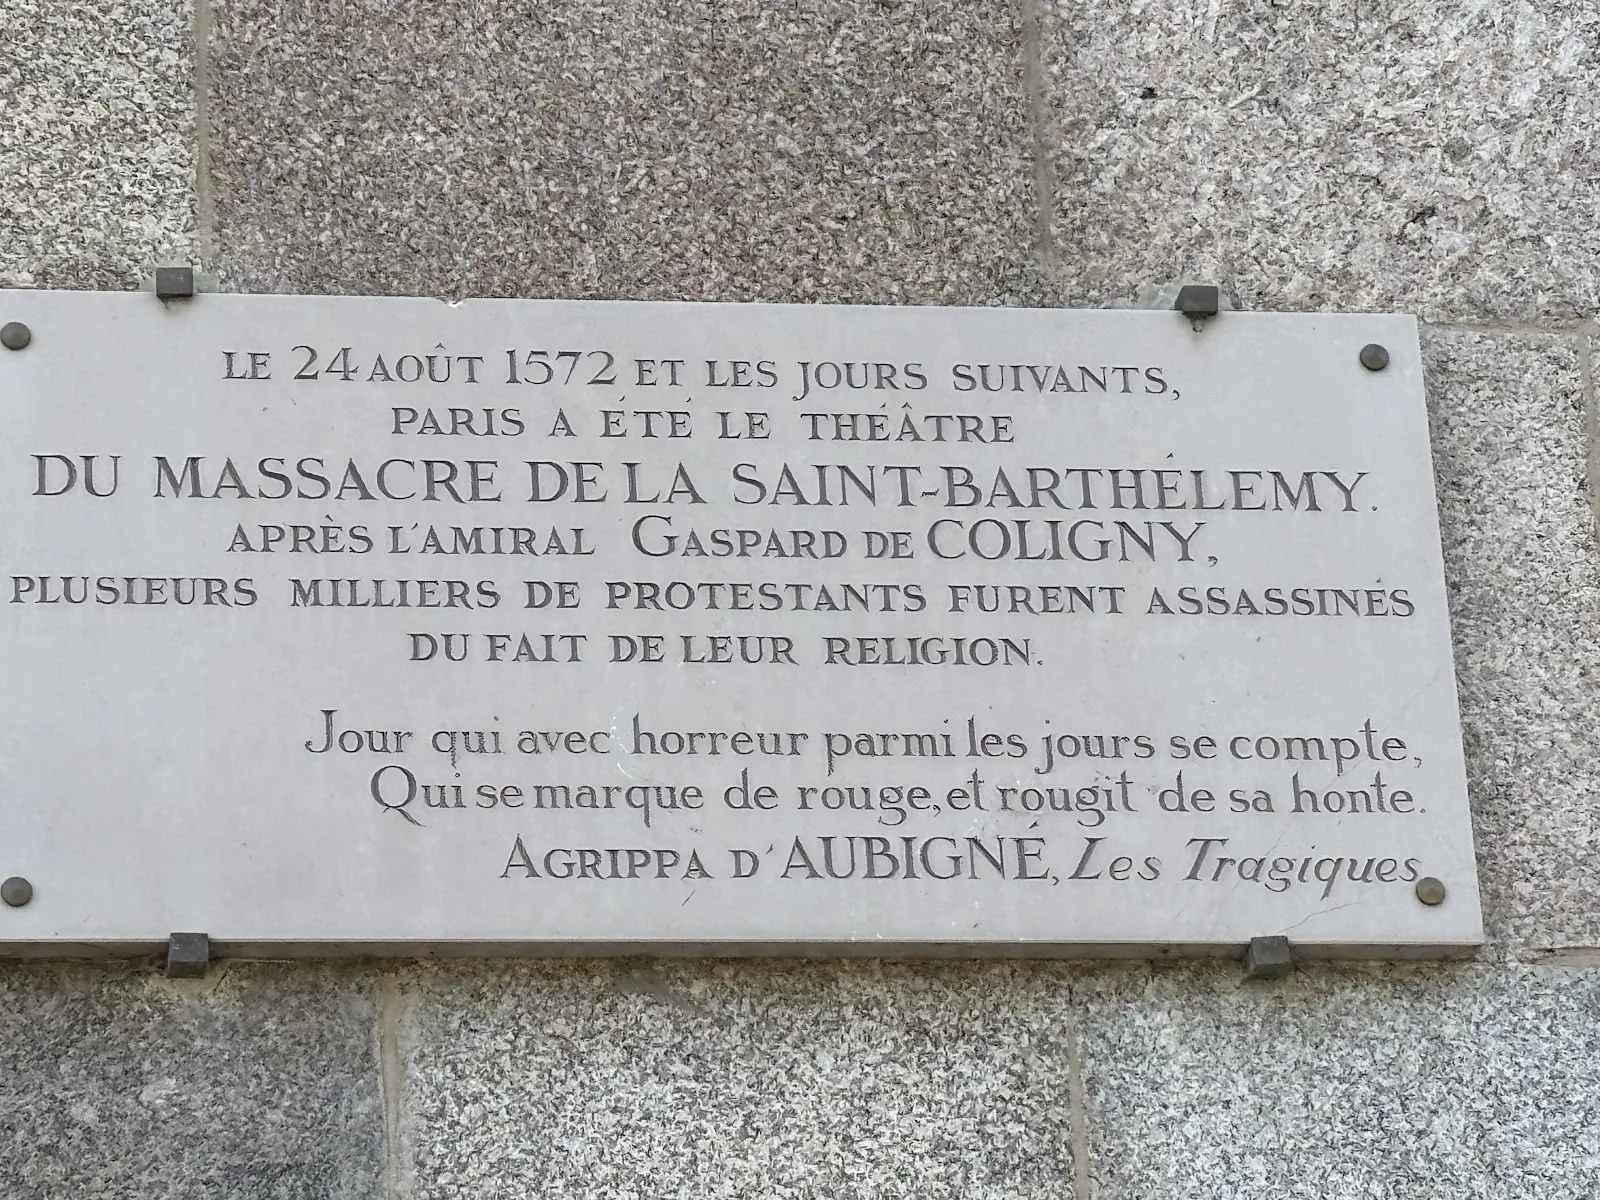 LE 24 AOÛT 1572 ET LES JOURS SUIVANTS,
PARIS A ÉTÉ LE THÉÂTRE
DU MASSACRE DE LA SAINT-BARTHÉLEMY.
APRÈS L'AMIRAL GASPARD DE COLIGNY,
PLUSIEURS MILLIERS DE PROTESTANTS FURENT ASSASSINÉS
DU FAIT DE LEUR RELIGION.
Jour qui avec horreur parmi les jours se compte,
Qui se marque de rouge, et rougit de sa honte.
AGRIPPA D'AUBIGNÉ, Les Tragiques